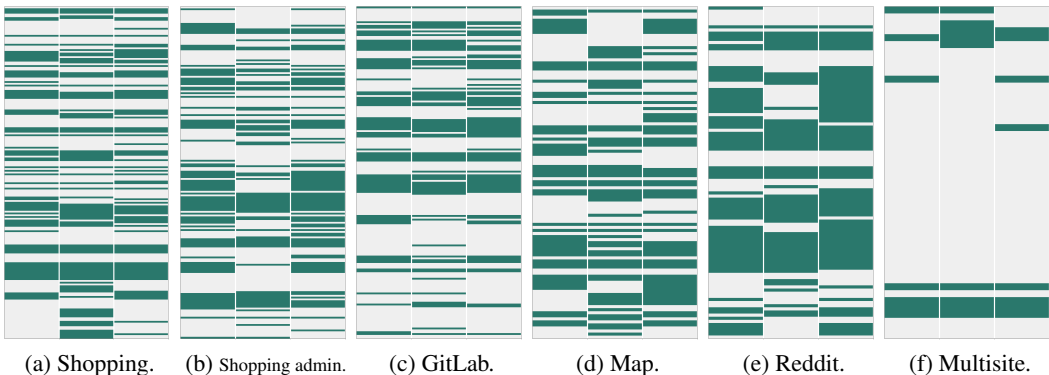 (a) Shopping. (b) Shopping admin. (c) GitLab. (d) Map. (e) Reddit. (f) Multisite.